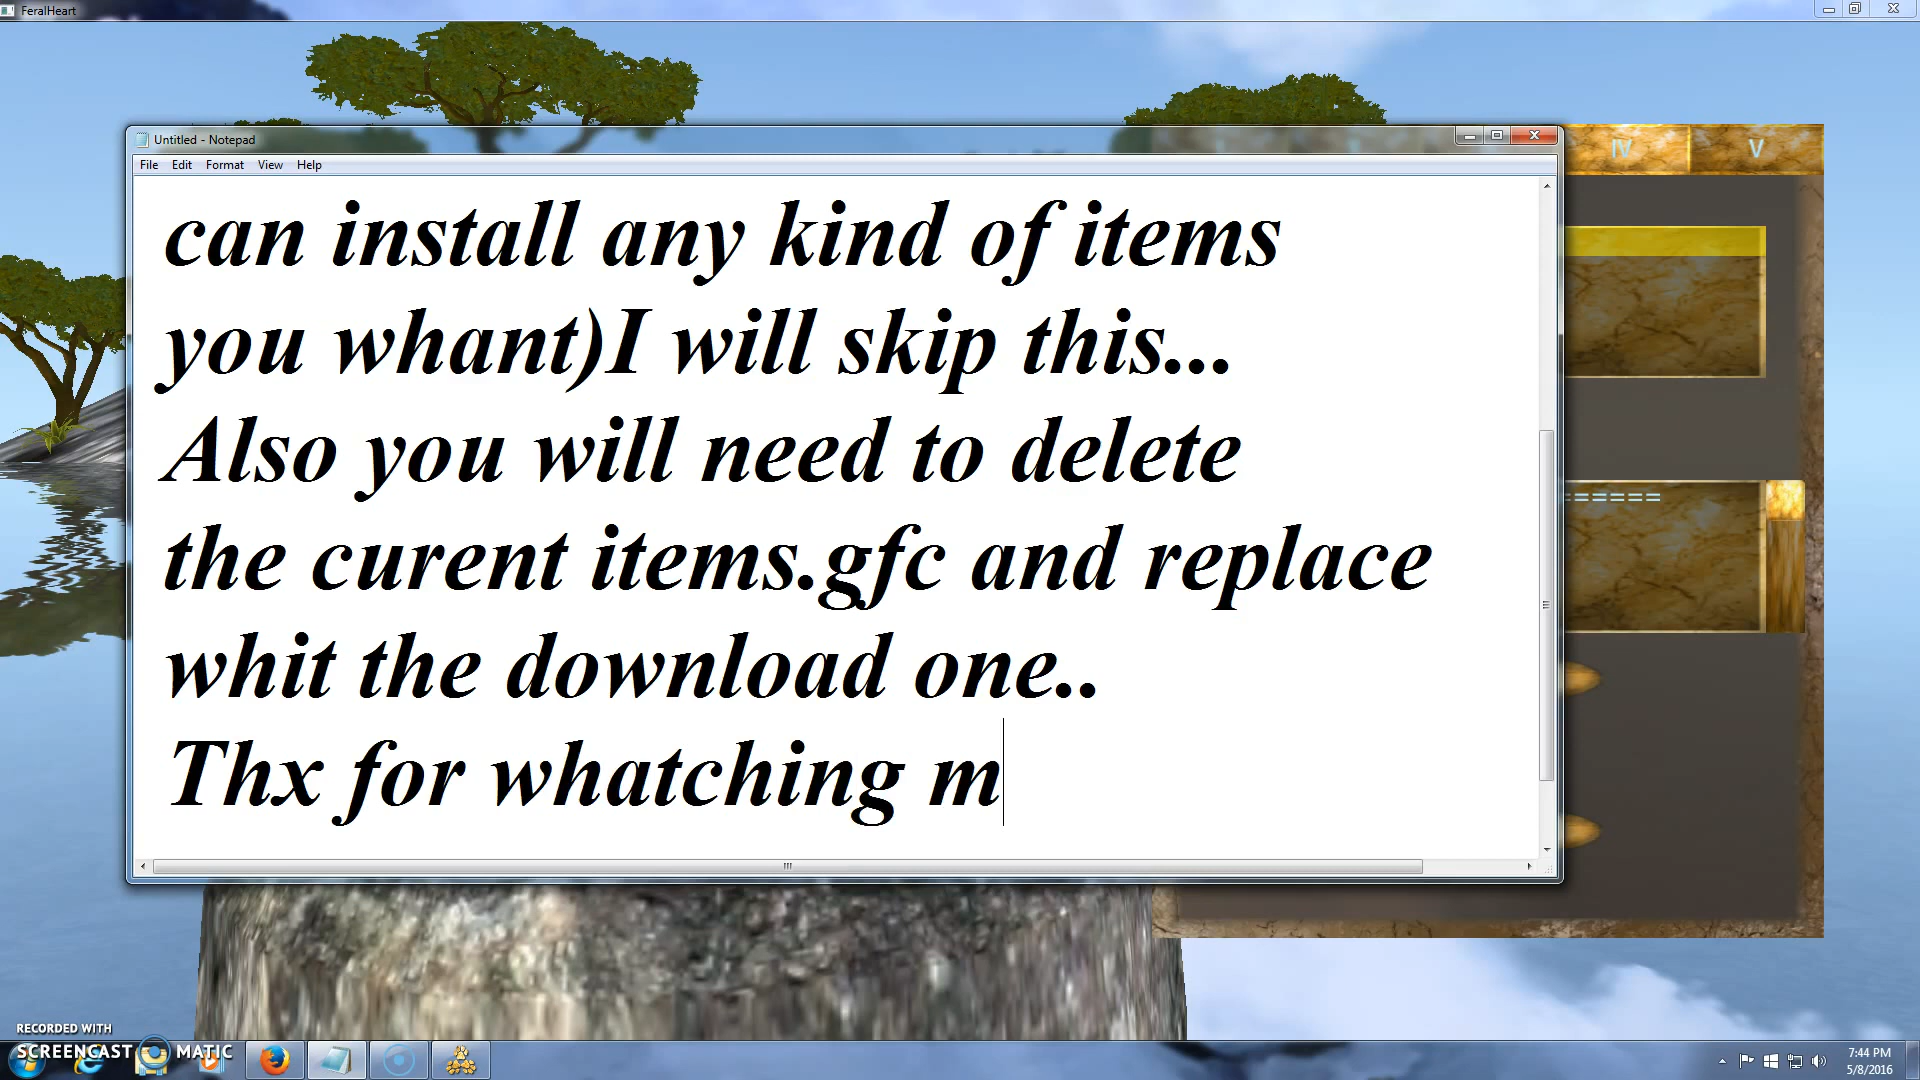 FeralHeart
Untitled - Notepad
File Edit Format View Help
IV V
can install any kind of items
you whant)I will skip this...
Also you will need to delete
======
the curent items.gfc and replace
whit the download one..
Thx for whatching m
RECORDED WITH
SCREENCAST MATIC
7:44 PM
5/8/2016